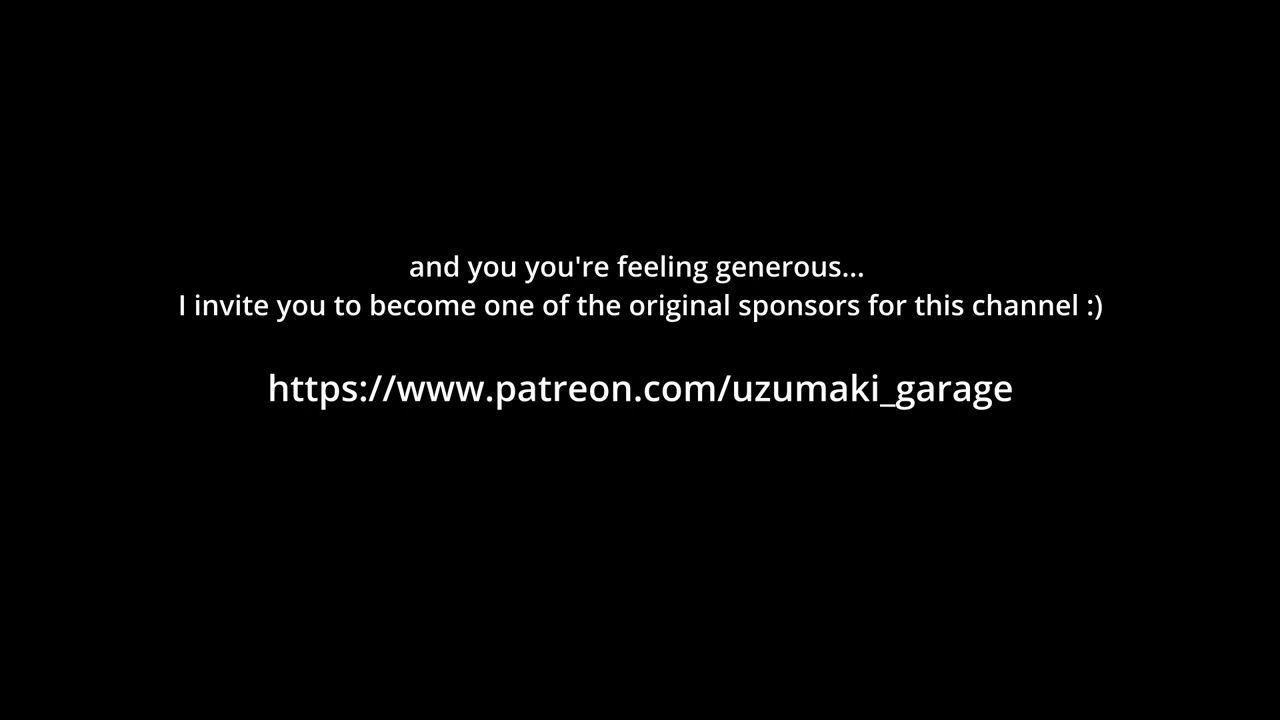 and you you're feeling generous...
I invite you to become one of the original sponsors for this channel :)
https://www.patreon.com/uzumaki_garage